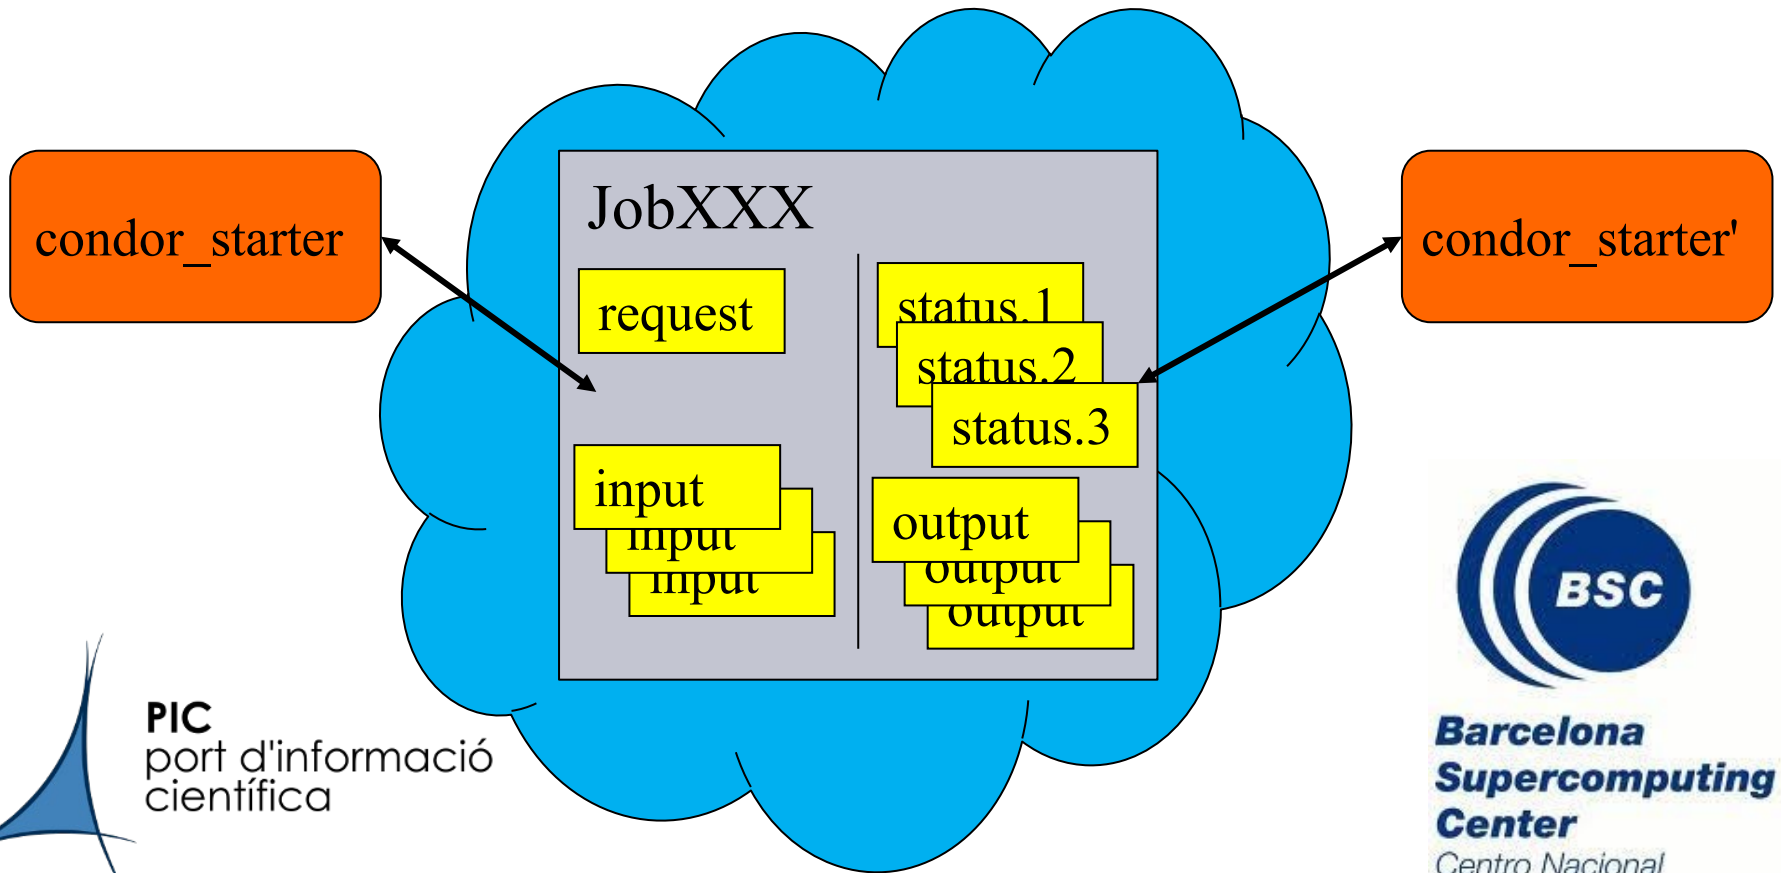 condor_starter
JobXXX
request
input
input
input
status.1
status.2
status.3
output
output
output
condor_starter'
PIC
port d'informació
científica
BSC
Barcelona
Supercomputing
Center
Centro Nacional